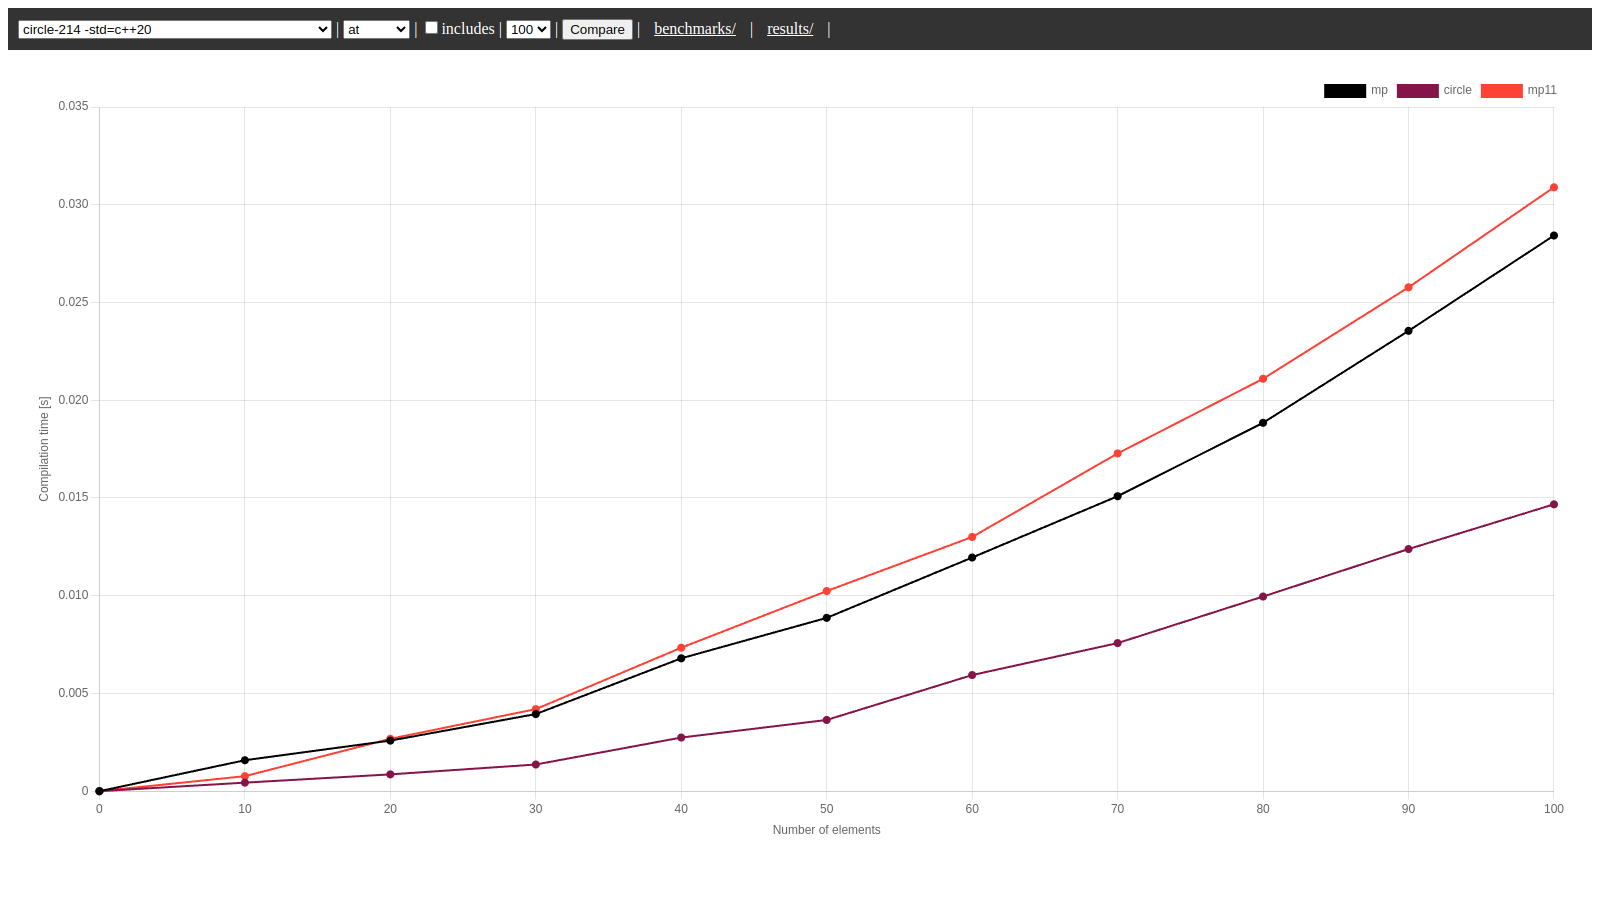 circle-214 -std=c++20 | at | includes | 100 | Compare | benchmarks/ | results/ |
mp circle mp11
0.035
0.030
0.025
0.020
0.015
0.010
0.005
0
Compilation time [s]
0 10 20 30 40 50 60 70 80 90 100
Number of elements